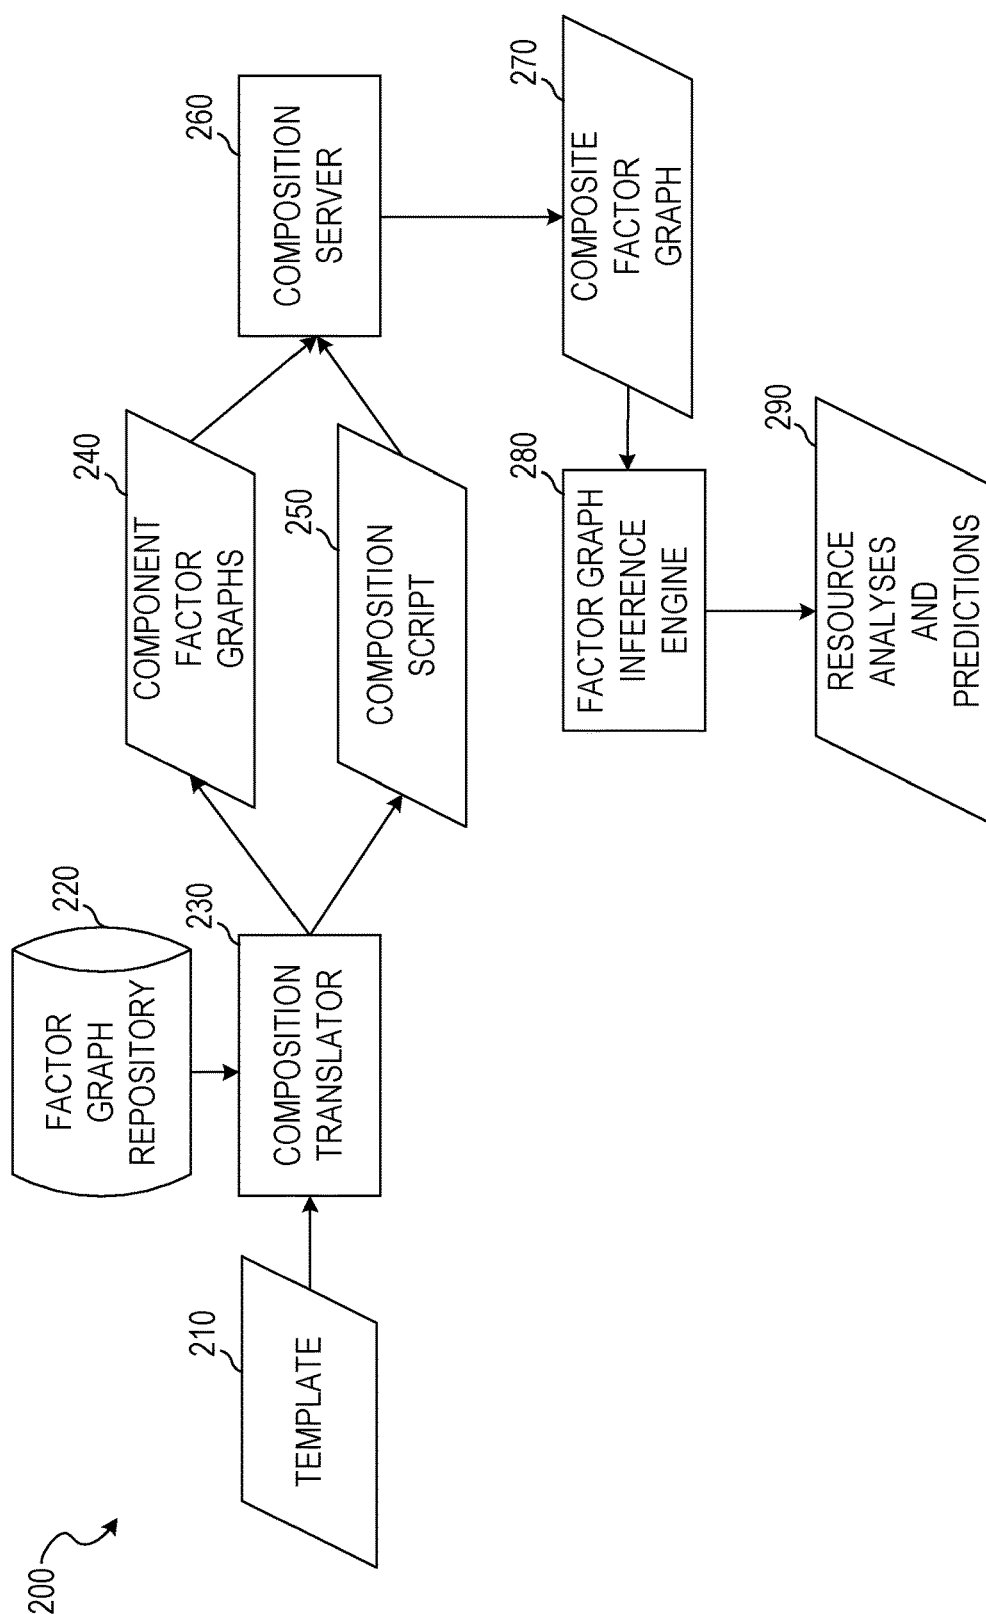 200
210
TEMPLATE
220
FACTOR
GRAPH
REPOSITORY
230
COMPOSITION
TRANSLATOR
240
COMPONENT
FACTOR
GRAPHS
250
COMPOSITION
SCRIPT
260
COMPOSITION
SERVER
270
COMPOSITE
FACTOR
GRAPH
280
FACTOR GRAPH
INFERENCE
ENGINE
290
RESOURCE
ANALYSES
AND
PREDICTIONS